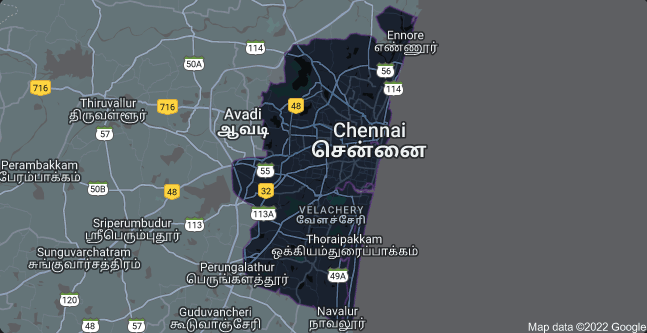 Ennore
எண்ணூர்
114
50A
56
114
716
Thiruvallur
திருவள்ளூர்
716
48
Avadi
ஆவடி
Chennai
சென்னை
57
Perambakkam
பேரம்பாக்கம்
55
50B
48
32
VELACHERY
வேளச்சேரி
113A
Sriperumbudur
ஸ்ரீபெரும்புதூர்
113
Thoraipakkam
ஒக்கியம்துரைப்பாக்கம்
Sunguvarchatram
சுங்குவார்சத்திரம்
Perungalathur
பெருங்களத்தூர்
49A
120
Guduvancheri
கூடுவாஞ்சேரி
Navalur
நாவலூர்
48
57
Map data ©2022 Google